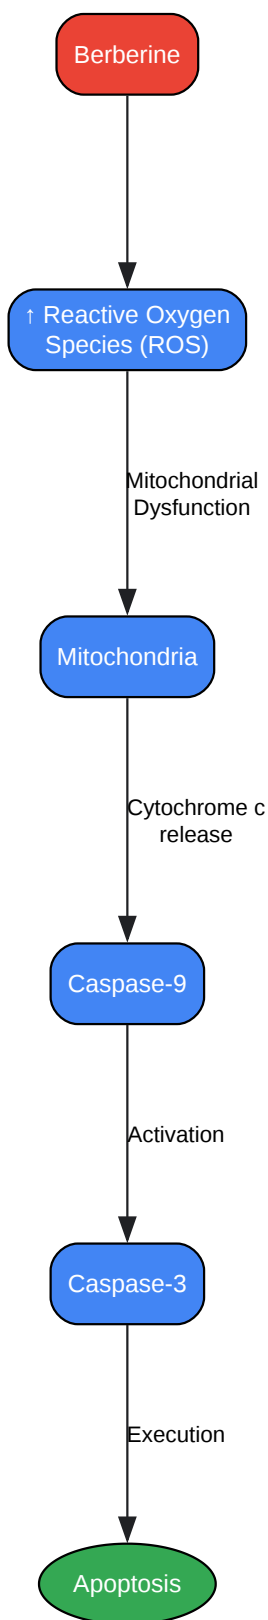 Berberine
↑ Reactive Oxygen
Species (ROS)
Mitochondrial
Dysfunction
Mitochondria
Cytochrome c
release
Caspase-9
Activation
Caspase-3
Execution
Apoptosis